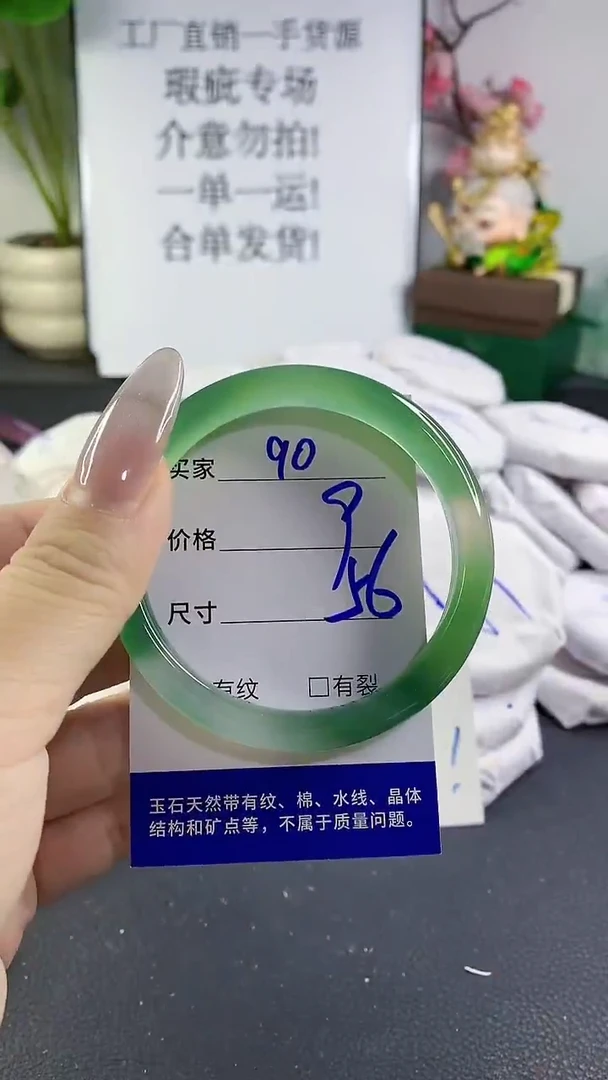 工厂直销一手货源
瑕疵专场
介意勿拍!
一单一运!
合单发货!
买家 90
价格
尺寸 56
有纹 □有裂
玉石天然带有纹、棉、水线、晶体
结构和矿点等，不属于质量问题。